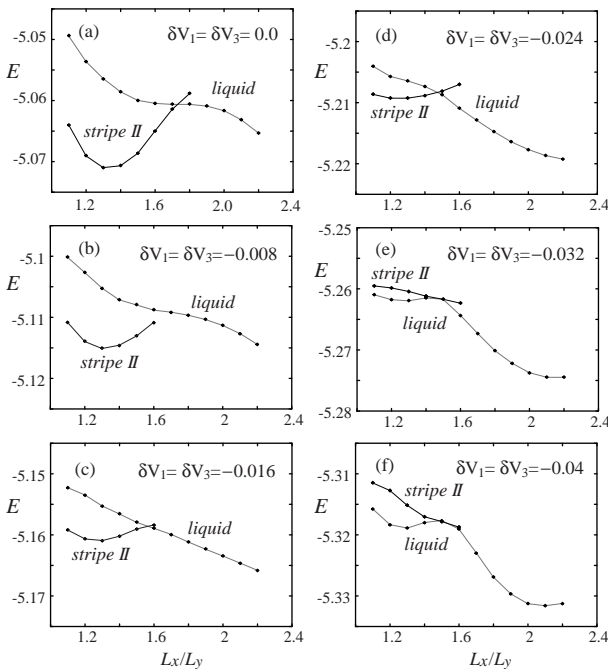 (a) δV1= δV3=0.0
-5.05
E
-5.06
-5.07
liquid
stripe II
1.2 1.6 2 2.4
(b) δV1= δV3=−0.008
-5.1
E
-5.11
-5.12
liquid
stripe II
1.2 1.6 2 2.4
(c) δV1= δV3=−0.016
-5.15
E
-5.16
-5.17
liquid
stripe II
1.2 1.6 2 2.4
Lx/Ly
(d) δV1= δV3=−0.024
-5.2
E
-5.21
-5.22
liquid
stripe II
1.2 1.6 2 2.4
-5.25
(e) δV1= δV3=−0.032
E
-5.26
-5.27
-5.28
stripe II
liquid
1.2 1.6 2 2.4
(f) δV1= δV3=−0.04
-5.31
E
-5.32
-5.33
stripe II
liquid
1.2 1.6 2 2.4
Lx/Ly